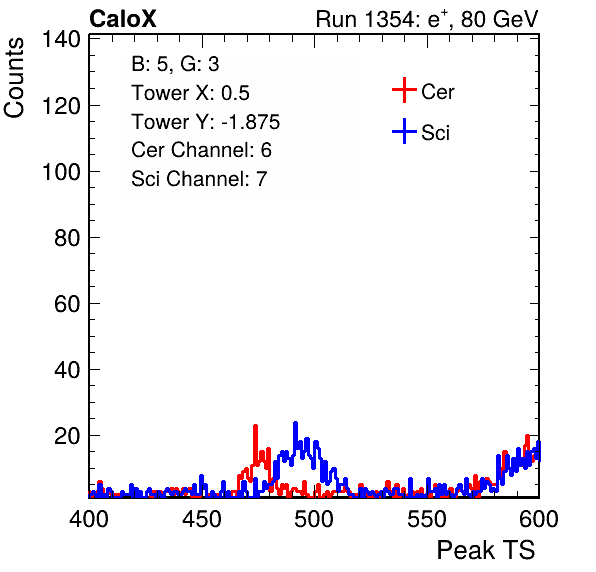 CaloX Run 1354: e+, 80 GeV
Counts
B: 5, G: 3
Tower X: 0.5
Tower Y: -1.875
Cer Channel: 6
Sci Channel: 7
Cer
Sci
140
120
100
80
60
40
20
400 450 500 550 600
Peak TS